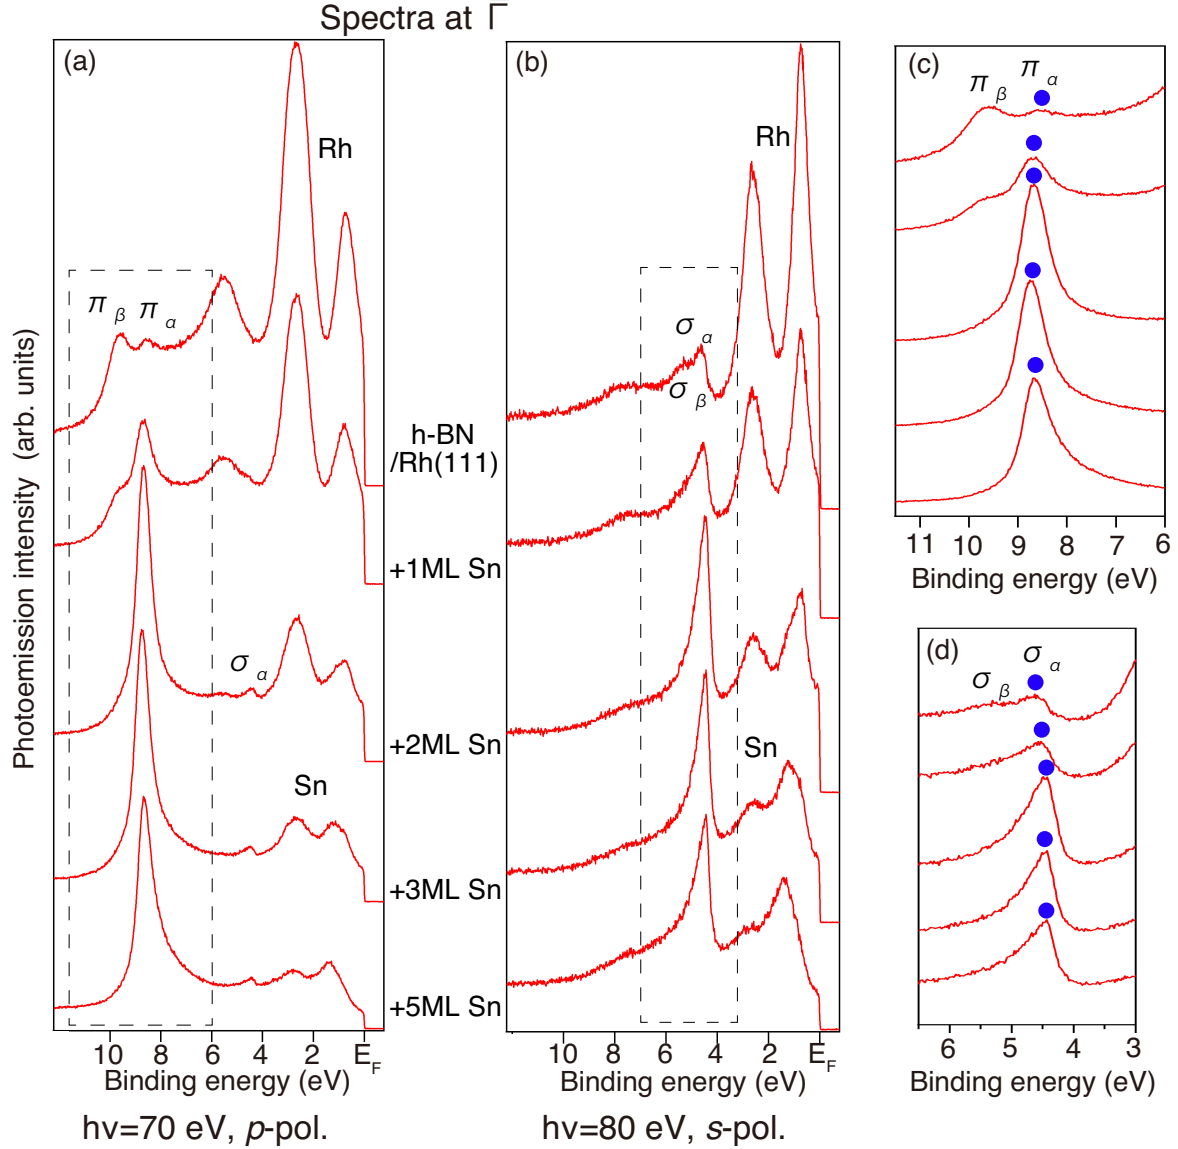 Spectra at Γ
(a)
Rh
π β π α
σ α
Sn
Photoemission intensity (arb. units)
10 8 6 4 2 E F
Binding energy (eV)
hν=70 eV, p-pol.
h-BN
/Rh(111)
+1ML Sn
+2ML Sn
+3ML Sn
+5ML Sn
(b)
Rh
σ α
σ β
Sn
10 8 6 4 2 E F
Binding energy (eV)
hν=80 eV, s-pol.
(c)
π β π α
11 10 9 8 7 6
Binding energy (eV)
(d)
σ β σ α
6 5 4 3
Binding energy (eV)